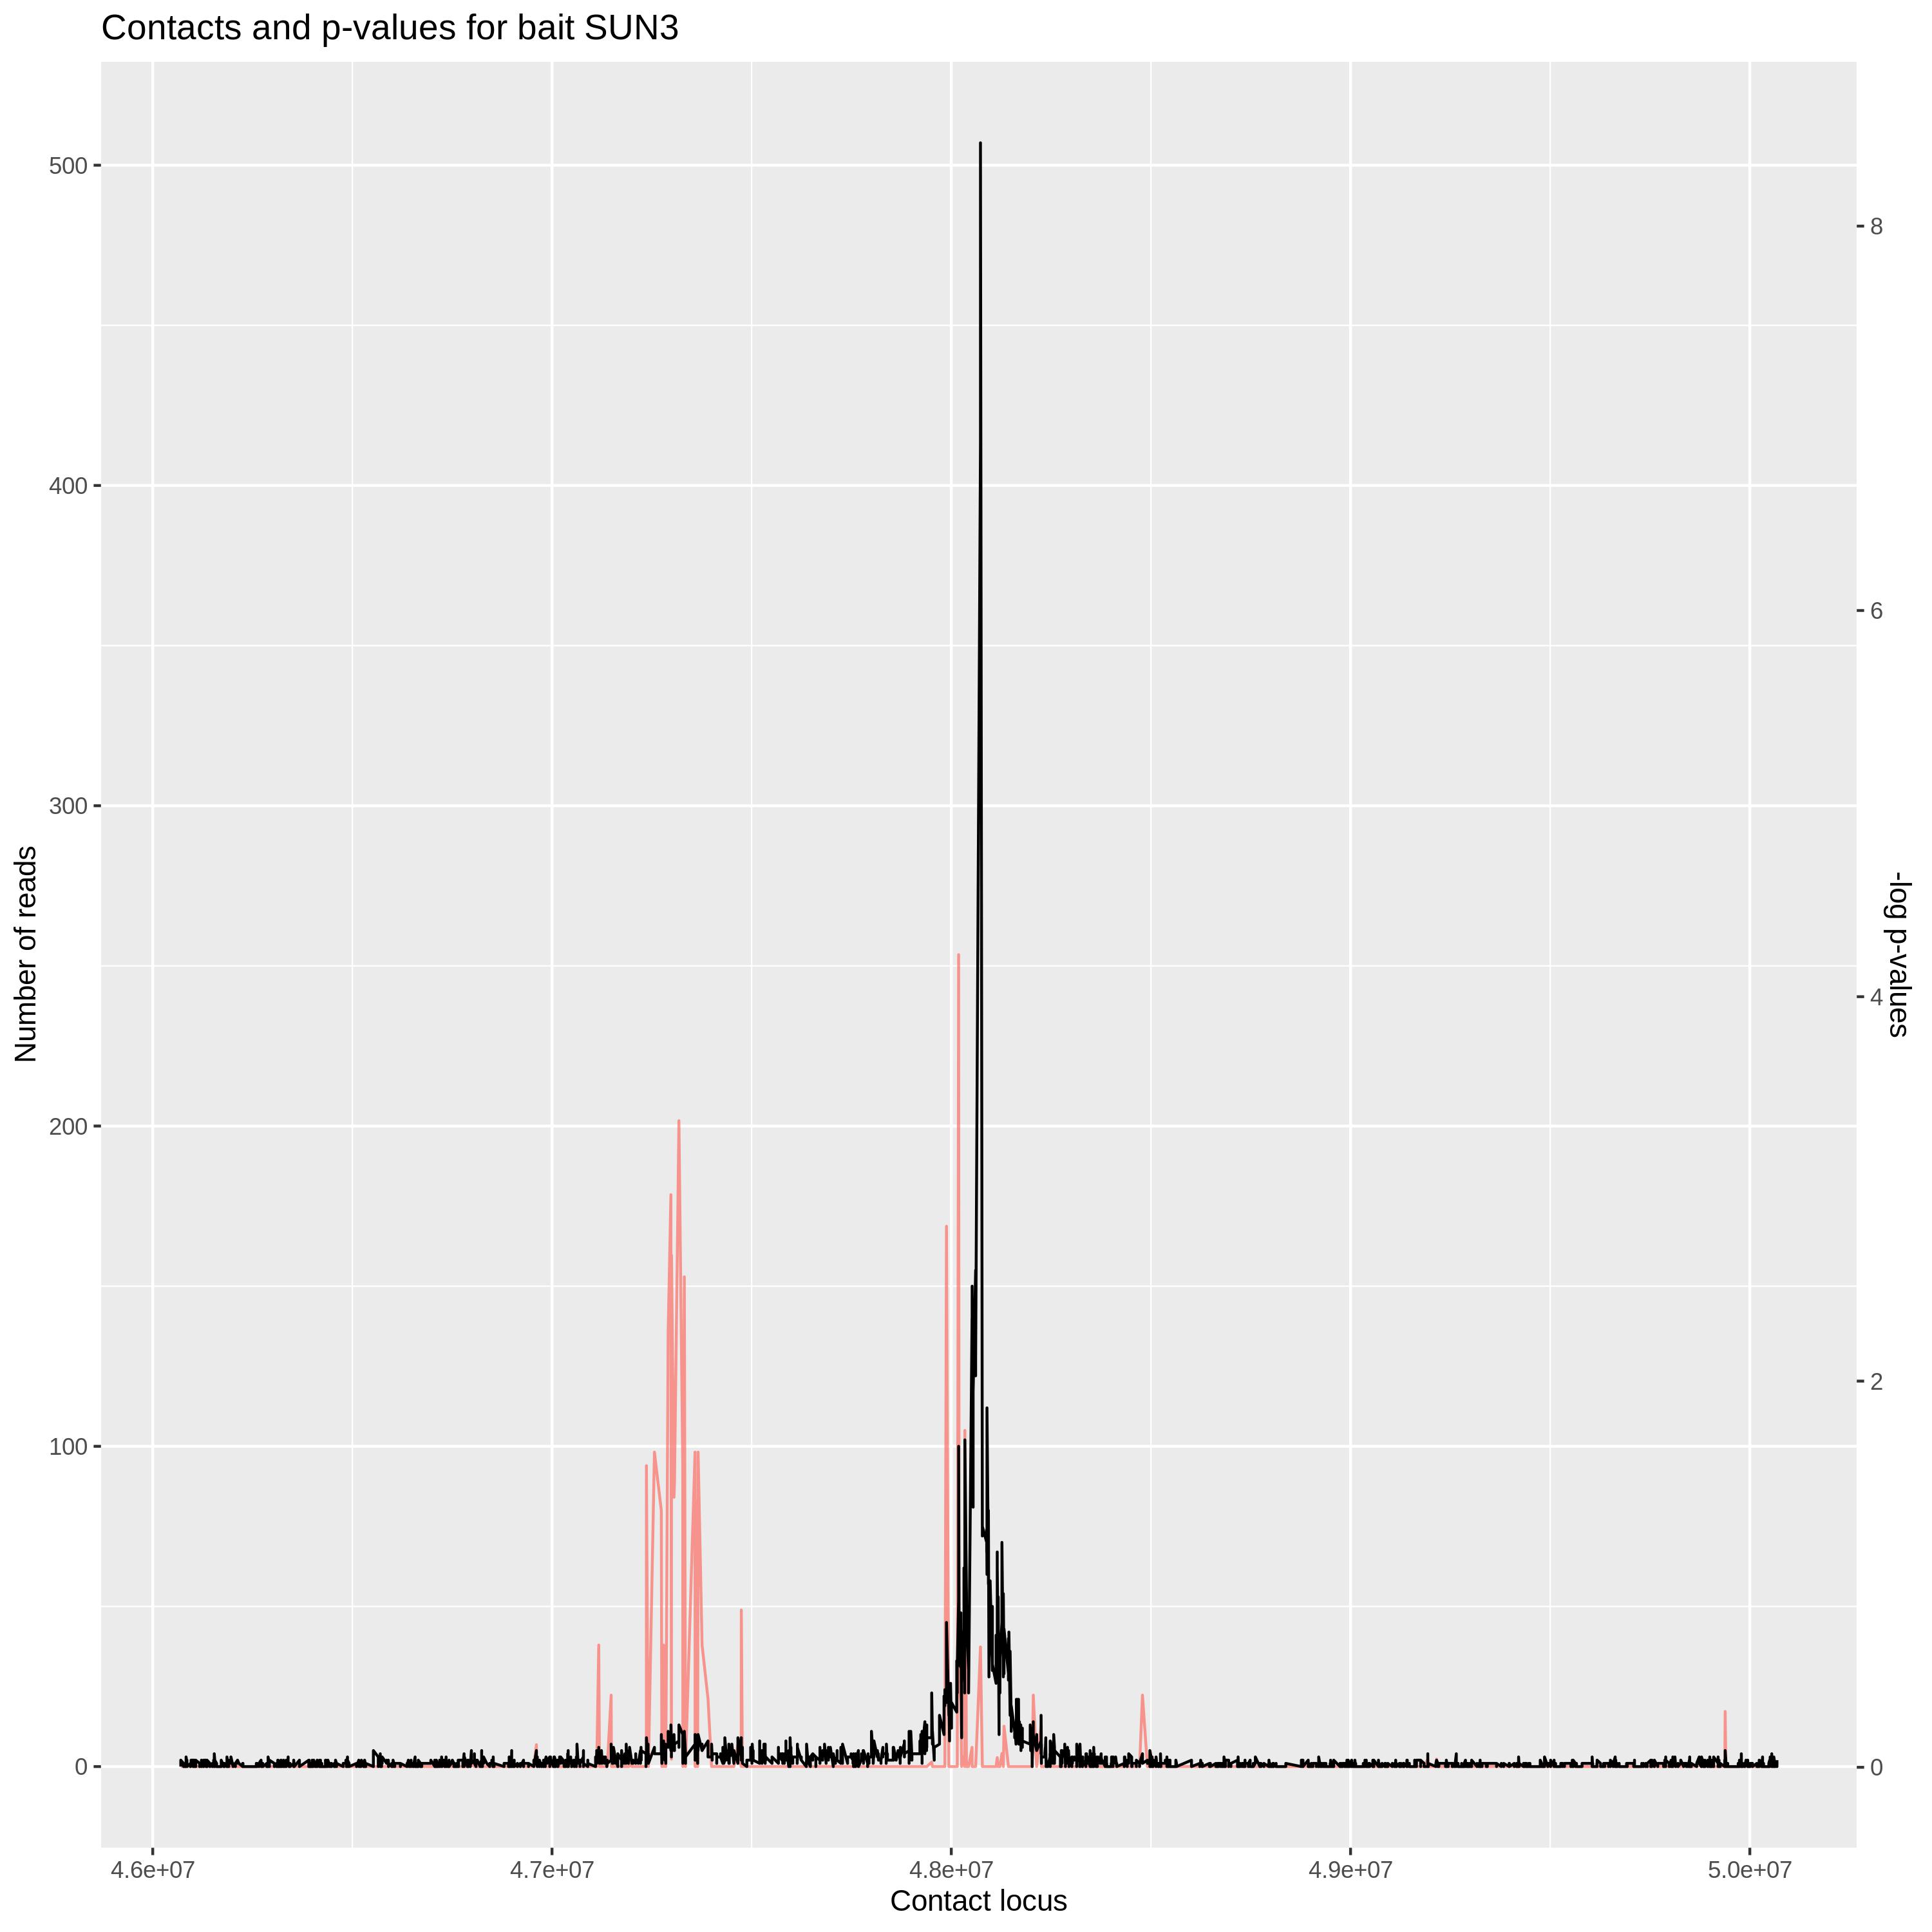 Contacts and p-values for bait SUN3
Number of reads
500
400
300
200
100
0
8
6
4
2
0
-log p-values
4.6e+07
4.7e+07
4.8e+07
4.9e+07
5.0e+07
Contact locus